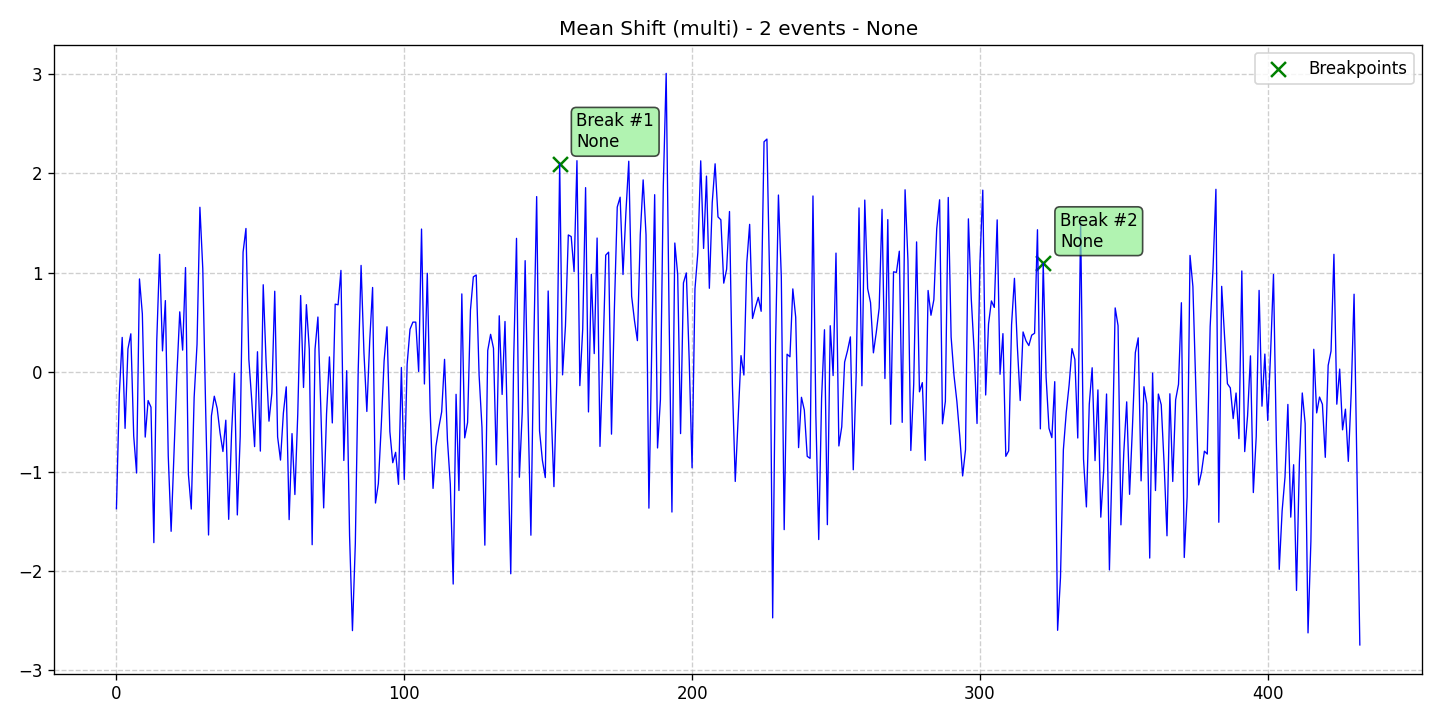 Mean Shift (multi) - 2 events - None
Breakpoints
Break #1
None
Break #2
None
3
2
1
0
−1
−2
−3
0
100
200
300
400